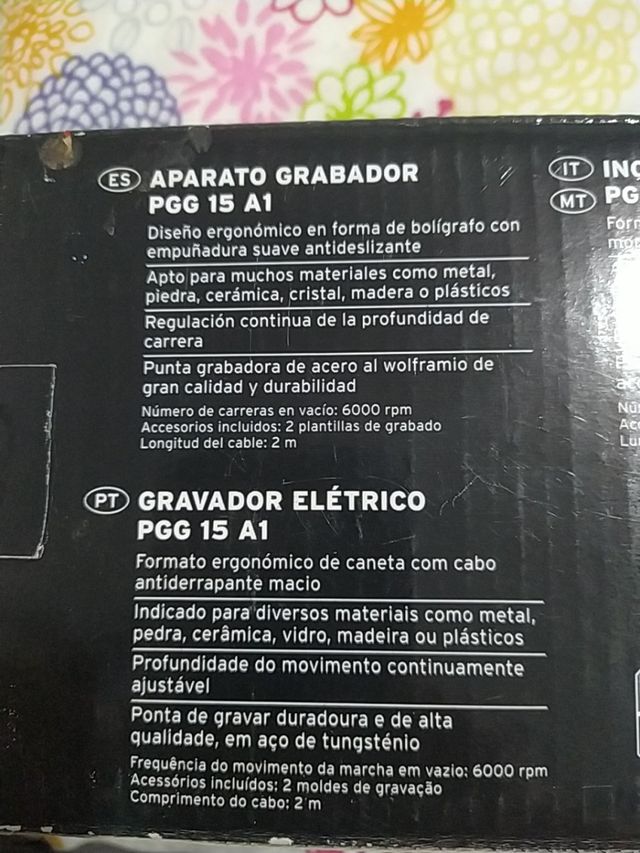 ES APARATO GRABADOR
PGG 15 A1
Diseño ergonómico en forma de bolígrafo con
empuñadura suave antideslizante
Apto para muchos materiales como metal,
piedra, cerámica, cristal, madera o plásticos
Regulación continua de la profundidad de
carrera
Punta grabadora de acero al wolframio de
gran calidad y durabilidad
Número de carreras en vacío: 6000 rpm
Accesorios incluidos: 2 plantillas de grabado
Longitud del cable: 2 m
PT GRAVADOR ELÉTRICO
PGG 15 A1
Formato ergonómico de caneta com cabo
antiderrapante macio
Indicado para diversos materiais como metal,
pedra, cerâmica, vidro, madeira ou plásticos
Profundidade do movimento continuamente
ajustável
Ponta de gravar duradoura e de alta
qualidade, em aço de tungsténio
Frequência do movimento da marcha em vazio: 6000 rpm
Acessórios incluídos: 2 moldes de gravação
Comprimento do cabo: 2 m
IT
MT PG